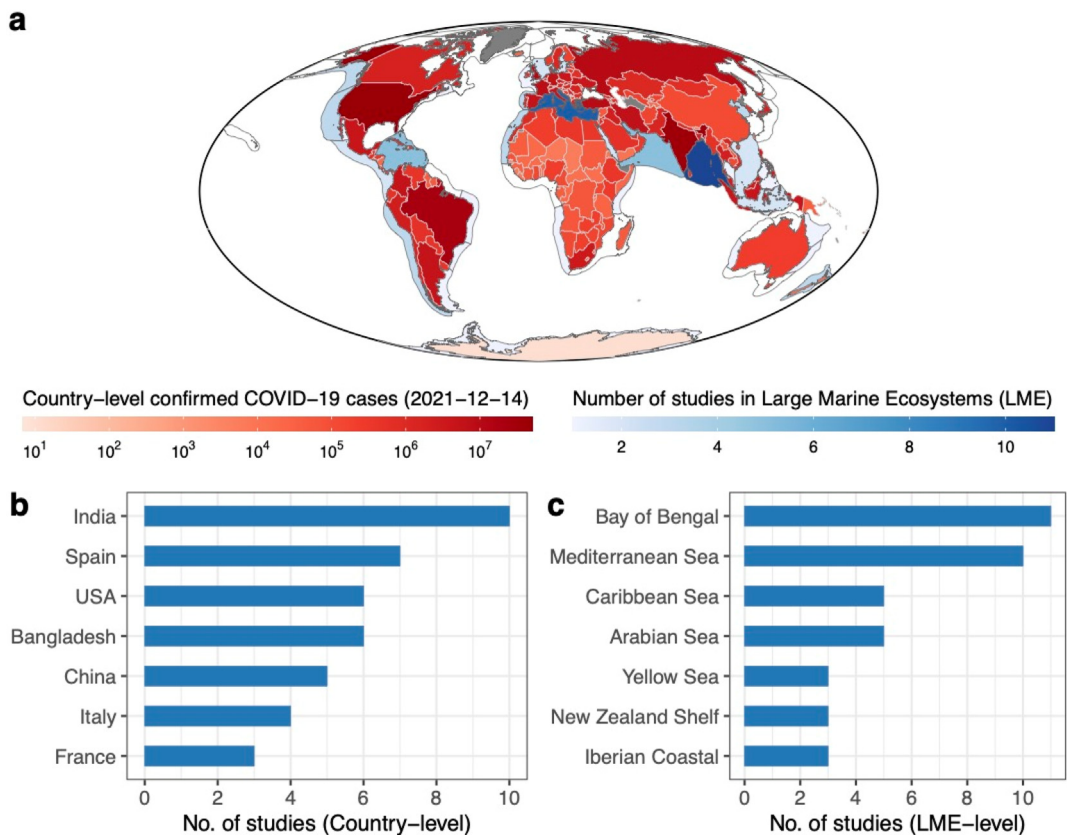 a
Country−level confirmed COVID−19 cases (2021−12−14)
10¹ 10² 10³ 10⁴ 10⁵ 10⁶ 10⁷
Number of studies in Large Marine Ecosystems (LME)
2 4 6 8 10
b
India
Spain
USA
Bangladesh
China
Italy
France
0 2 4 6 8 10
No. of studies (Country−level)
c
Bay of Bengal
Mediterranean Sea
Caribbean Sea
Arabian Sea
Yellow Sea
New Zealand Shelf
Iberian Coastal
0 2 4 6 8 10
No. of studies (LME−level)